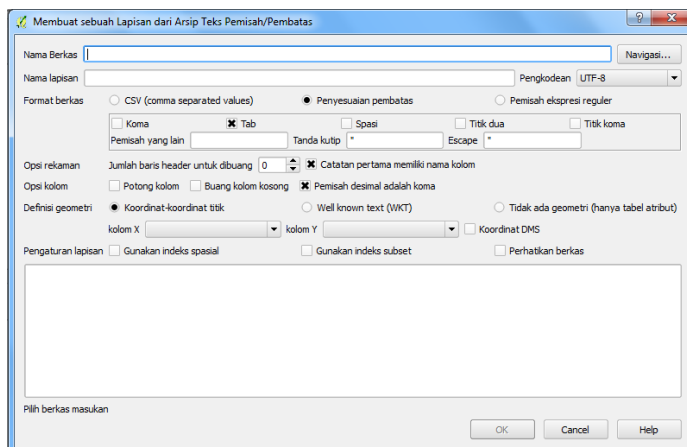 Membuat sebuah Lapisan dari Arsip Teks Pemisah/Pembatas
Nama Berkas Navigasi...
Nama lapisan Pengkodean UTF-8
Format berkas CSV (comma separated values) Penyesuaian pembatas Pemisah ekspresi reguler
Koma Tab Spasi Titik dua Titik koma
Pemisah yang lain Tanda kutip " Escape "
Opsi rekaman Jumlah baris header untuk dibuang 0 Catatan pertama memiliki nama kolom
Opsi kolom Potong kolom Buang kolom kosong Pemisah desimal adalah koma
Definisi geometri Koordinat-koordinat titik Well known text (WKT) Tidak ada geometri (hanya tabel atribut)
kolom X kolom Y Koordinat DMS
Pengaturan lapisan Gunakan indeks spasial Gunakan indeks subset Perhatikan berkas
Pilih berkas masukan
OK Cancel Help